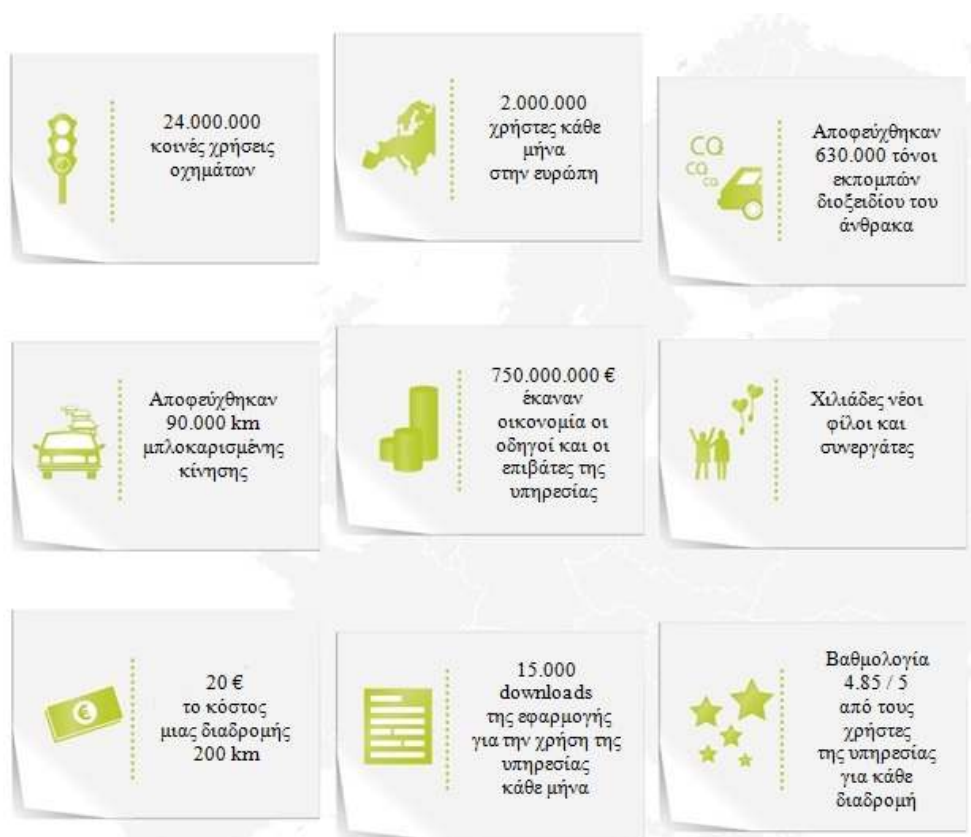 24.000.000
κοινές χρήσεις
οχημάτων
2.000.000
χρήστες κάθε
μήνα
στην ευρώπη
CO
CO
CO
Αποφεύχθηκαν
630.000 τόνοι
εκπομπών
διοξειδίου του
άνθρακα
Αποφεύχθηκαν
90.000 km
μπλοκαρισμένης
κίνησης
750.000.000 €
έκαναν
οικονομία οι
οδηγοί και οι
επιβάτες της
υπηρεσίας
Χιλιάδες νέοι
φίλοι και
συνεργάτες
€
20 €
το κόστος
μιας διαδρομής
200 km
15.000
downloads
της εφαρμογής
για την χρήση της
υπηρεσίας
κάθε μήνα
Βαθμολογία
4.85 / 5
από τους
χρήστες
της υπηρεσίας
για κάθε
διαδρομή